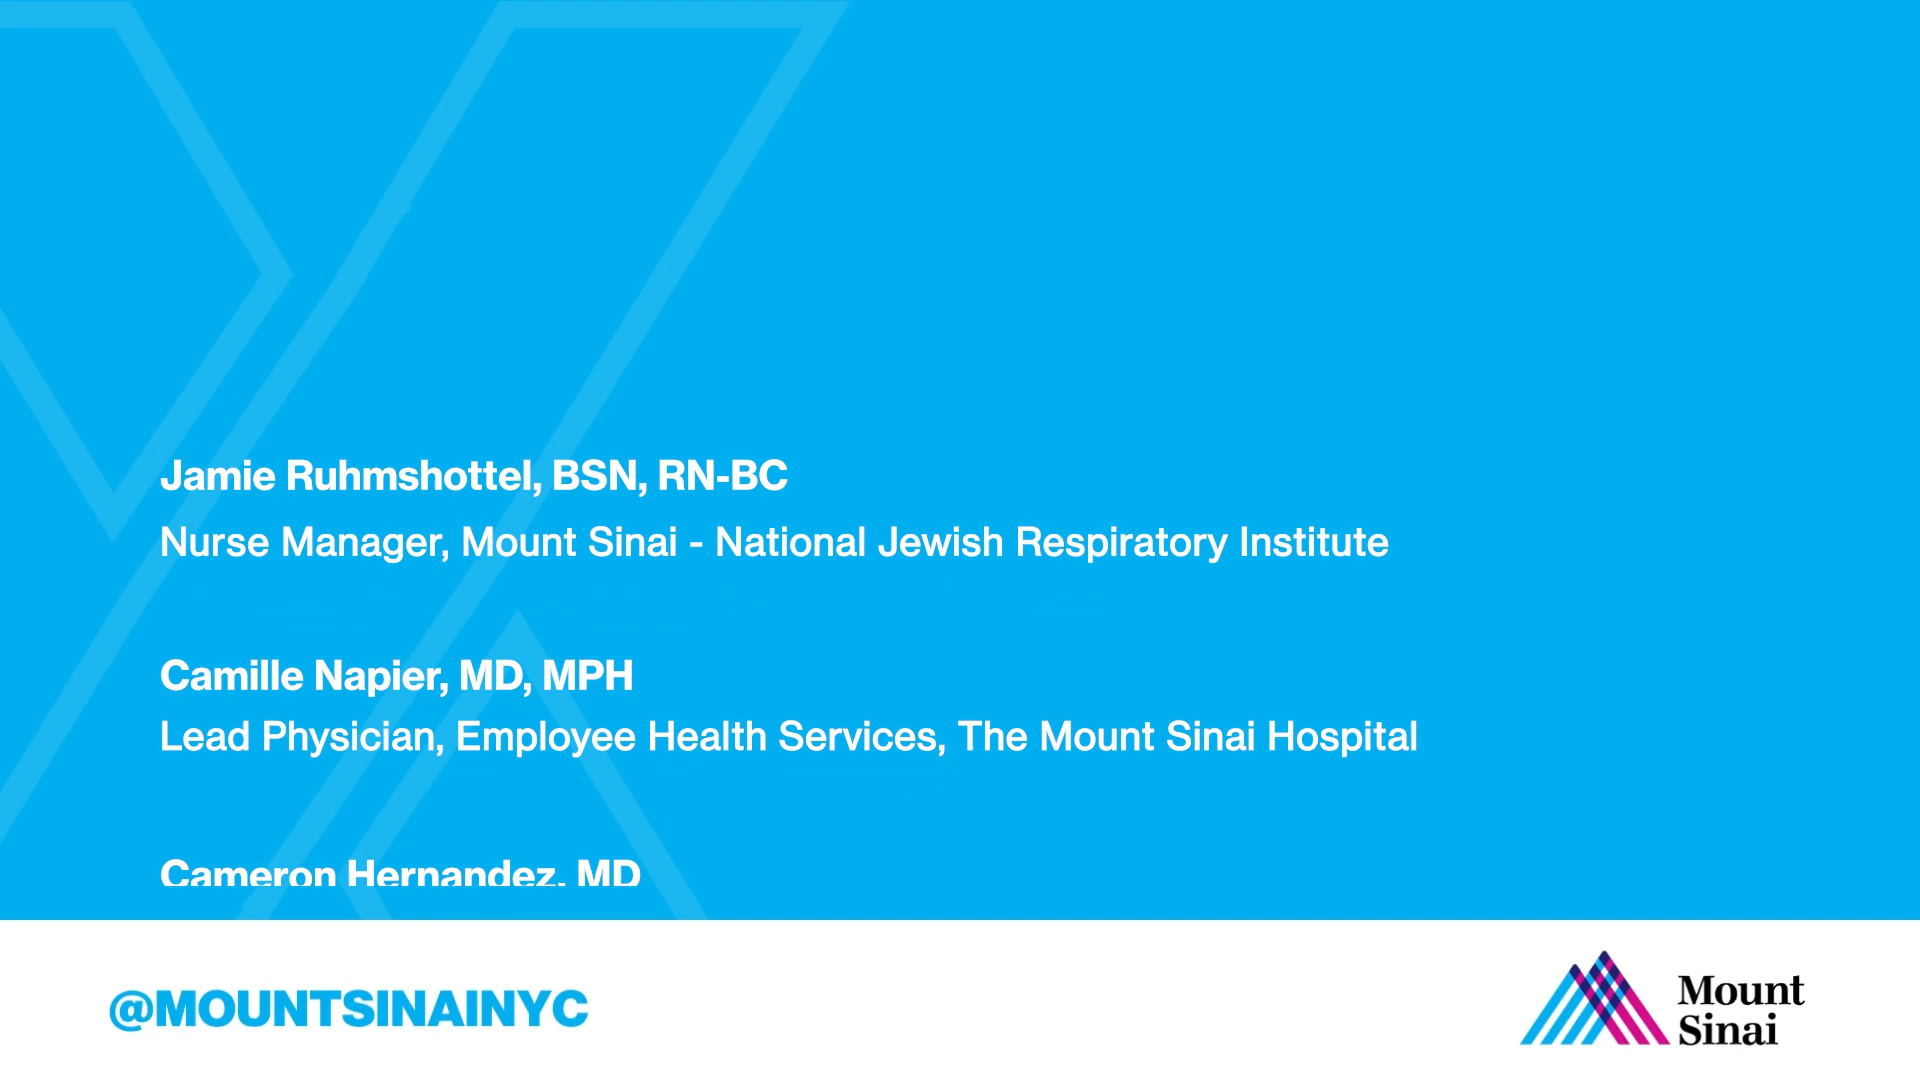 Jamie Ruhmshottel, BSN, RN-BC
Nurse Manager, Mount Sinai - National Jewish Respiratory Institute
Camille Napier, MD, MPH
Lead Physician, Employee Health Services, The Mount Sinai Hospital
Cameron Hernandez, MD
@MOUNTSINAINYC
Mount
Sinai